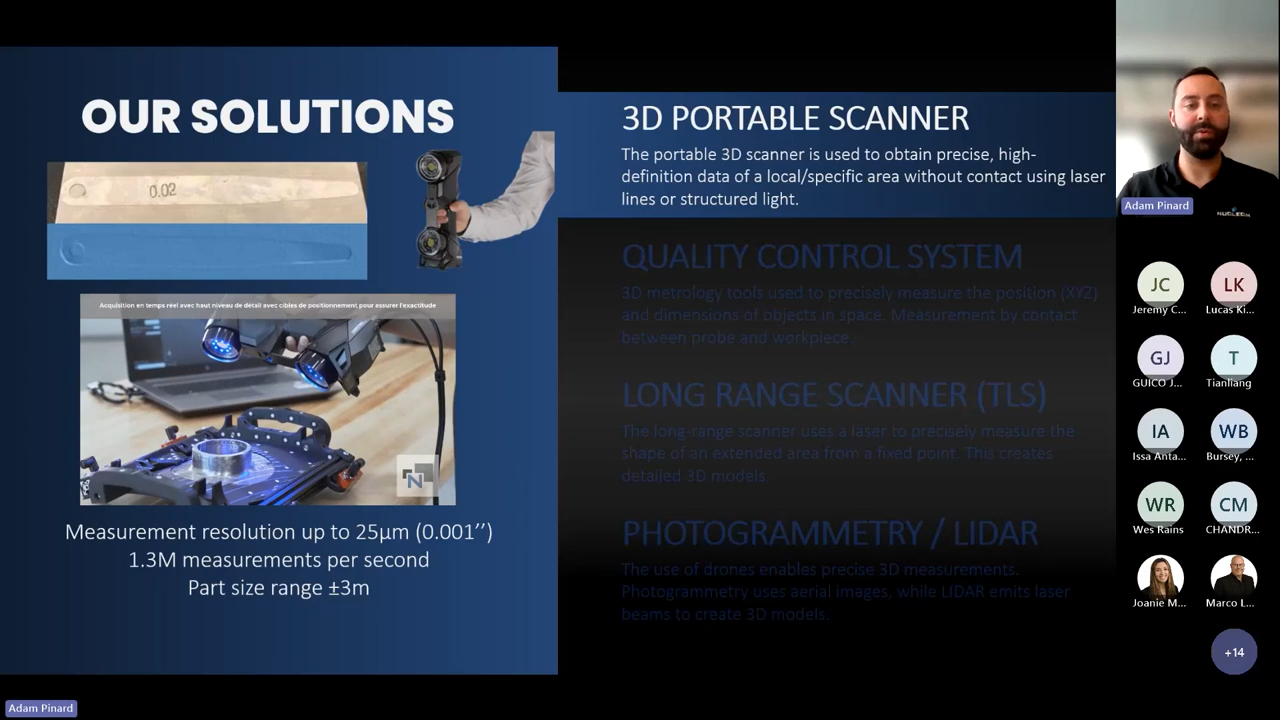 OUR SOLUTIONS
0.02
Acquisition en temps réel avec haut niveau de détail avec cibles de positionnement pour assurer l'exactitude
N
Measurement resolution up to 25µm (0.001’’)
1.3M measurements per second
Part size range ±3m
3D PORTABLE SCANNER
The portable 3D scanner is used to obtain precise, high-
definition data of a local/specific area without contact using laser
lines or structured light.
QUALITY CONTROL SYSTEM
3D metrology tools used to precisely measure the position (XYZ)
and dimensions of objects in space. Measurement by contact
between probe and workpiece.
LONG RANGE SCANNER (TLS)
The long-range scanner uses a laser to precisely measure the
shape of an extended area from a fixed point. This creates
detailed 3D models.
PHOTOGRAMMETRY / LIDAR
The use of drones enables precise 3D measurements.
Photogrammetry uses aerial images, while LIDAR emits laser
beams to create 3D models.
Adam Pinard
NUCLEOM
JC
Jeremy C...
LK
Lucas Ki...
GJ
GUICO J...
T
Tianliang
IA
Issa Anta...
WB
Bursey, ...
WR
Wes Rains
CM
CHANDR...
Joanie M...
Marco L...
+14
Adam Pinard